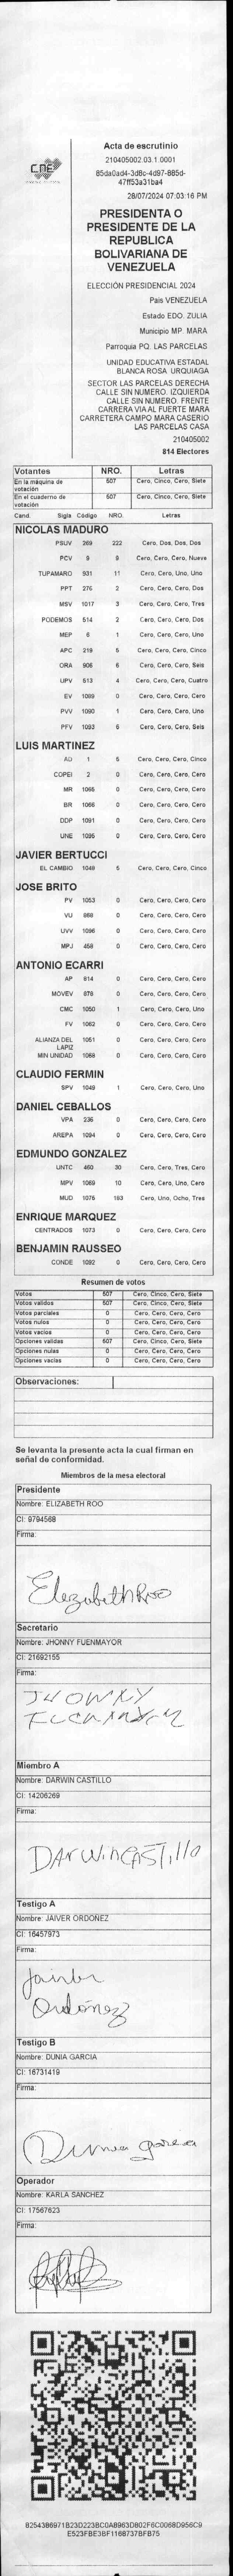 CNE
Acta de escrutinio
210405002.03.1.0001
85da0ad4-3d8c-4d97-885d-
47ff53a31ba4
28/07/2024 07:03:16 PM
PRESIDENTA O
PRESIDENTE DE LA
REPUBLICA
BOLIVARIANA DE
VENEZUELA
ELECCIÓN PRESIDENCIAL 2024
País VENEZUELA
Estado EDO. ZULIA
Municipio MP. MARA
Parroquia PQ. LAS PARCELAS
UNIDAD EDUCATIVA ESTADAL
BLANCA ROSA URQUIAGA
SECTOR LAS PARCELAS DERECHA
CALLE SIN NÚMERO. IZQUIERDA
CALLE SIN NÚMERO. FRENTE
CARRERA VIA AL FUERTE MARA
CARRETERA CAMPO MARA CASERIO
LAS PARCELAS CASA
210405002
814 Electores
Votantes NRO. Letras
En la máquina de votación 507 Cero, Cinco, Cero, Siete
En el cuaderno de votación 507 Cero, Cinco, Cero, Siete
Cand. Sigla Código NRO. Letras
NICOLAS MADURO
PSUV 269 222 Cero, Dos, Dos, Dos
PCV 9 9 Cero, Cero, Cero, Nueve
TUPAMARO 931 11 Cero, Cero, Uno, Uno
PPT 276 2 Cero, Cero, Cero, Dos
MSV 1017 3 Cero, Cero, Cero, Tres
PODEMOS 514 2 Cero, Cero, Cero, Dos
MEP 6 1 Cero, Cero, Cero, Uno
APC 219 5 Cero, Cero, Cero, Cinco
ORA 906 6 Cero, Cero, Cero, Seis
UPV 513 4 Cero, Cero, Cero, Cuatro
EV 1089 0 Cero, Cero, Cero, Cero
PVV 1090 1 Cero, Cero, Cero, Uno
PFV 1093 6 Cero, Cero, Cero, Seis
LUIS MARTINEZ
AD 1 5 Cero, Cero, Cero, Cinco
COPEI 2 0 Cero, Cero, Cero, Cero
MR 1065 0 Cero, Cero, Cero, Cero
BR 1066 0 Cero, Cero, Cero, Cero
DDP 1091 0 Cero, Cero, Cero, Cero
UNE 1095 0 Cero, Cero, Cero, Cero
JAVIER BERTUCCI
EL CAMBIO 1048 5 Cero, Cero, Cero, Cinco
JOSE BRITO
PV 1053 0 Cero, Cero, Cero, Cero
VU 868 0 Cero, Cero, Cero, Cero
UVV 1096 0 Cero, Cero, Cero, Cero
MPJ 458 0 Cero, Cero, Cero, Cero
ANTONIO ECARRI
AP 814 0 Cero, Cero, Cero, Cero
MOVEV 878 0 Cero, Cero, Cero, Cero
CMC 1050 1 Cero, Cero, Cero, Uno
FV 1062 0 Cero, Cero, Cero, Cero
ALIANZA DEL LAPIZ 1051 0 Cero, Cero, Cero, Cero
MIN UNIDAD 1068 0 Cero, Cero, Cero, Cero
CLAUDIO FERMIN
SPV 1049 1 Cero, Cero, Cero, Uno
DANIEL CEBALLOS
VPA 236 0 Cero, Cero, Cero, Cero
AREPA 1094 0 Cero, Cero, Cero, Cero
EDMUNDO GONZALEZ
UNTC 460 30 Cero, Cero, Tres, Cero
MPV 1069 10 Cero, Cero, Uno, Cero
MUD 1076 183 Cero, Uno, Ocho, Tres
ENRIQUE MARQUEZ
CENTRADOS 1073 0 Cero, Cero, Cero, Cero
BENJAMIN RAUSSEO
CONDE 1092 0 Cero, Cero, Cero, Cero
Resumen de votos
Votos 507 Cero, Cinco, Cero, Siete
Votos validos 507 Cero, Cinco, Cero, Siete
Votos parciales 0 Cero, Cero, Cero, Cero
Votos nulos 0 Cero, Cero, Cero, Cero
Votos vacíos 0 Cero, Cero, Cero, Cero
Opciones validas 507 Cero, Cinco, Cero, Siete
Opciones nulas 0 Cero, Cero, Cero, Cero
Opciones vacías 0 Cero, Cero, Cero, Cero
Observaciones:
Se levanta la presente acta la cual firman en
señal de conformidad.
Miembros de la mesa electoral
Presidente
Nombre: ELIZABETH ROO
CI: 9794568
Firma:
Elizabeth Roo
Secretario
Nombre: JHONNY FUENMAYOR
CI: 21692155
Firma:
JHONNY
FUENMAYOR
Miembro A
Nombre: DARWIN CASTILLO
CI: 14206269
Firma:
DARWIN CASTILLO
Testigo A
Nombre: JAIVER ORDOÑEZ
CI: 16457973
Firma:
Jaiver
Ordóñez
Testigo B
Nombre: DUNIA GARCIA
CI: 16731419
Firma:
Dunia garcia
Operador
Nombre: KARLA SANCHEZ
CI: 17567623
Firma:
8254386971B23D223BC0A8963D802F6C0068D956C9
E523FBE3BF1168737BFB75